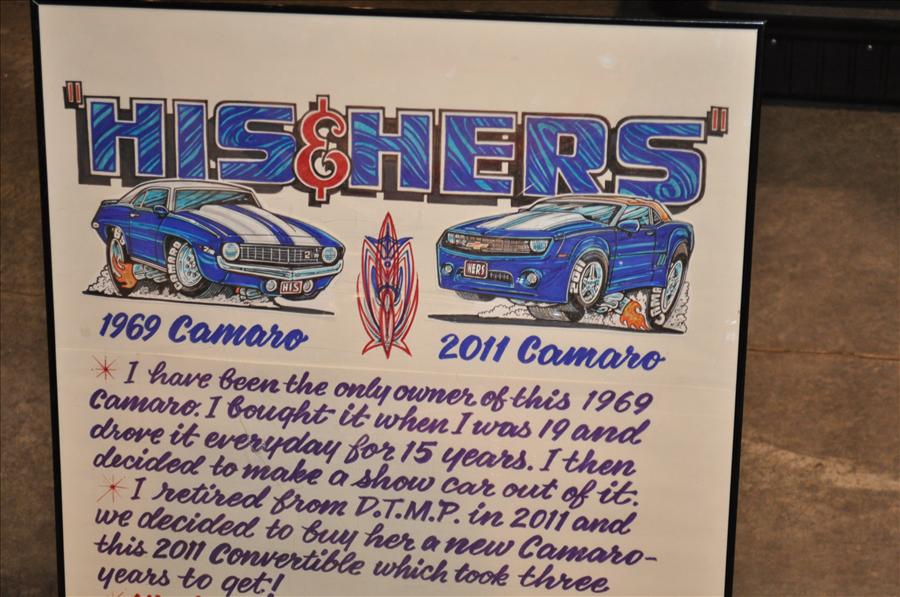 "HIS & HERS"
HIS
HERS
1969 Camaro
2011 Camaro
I have been the only owner of this 1969
Camaro. I bought it when I was 19 and
drove it everyday for 15 years. I then
decided to make a show car out of it.
I retired from D.T.M.P. in 2011 and
we decided to buy her a new Camaro-
this 2011 Convertible which took three
years to get!